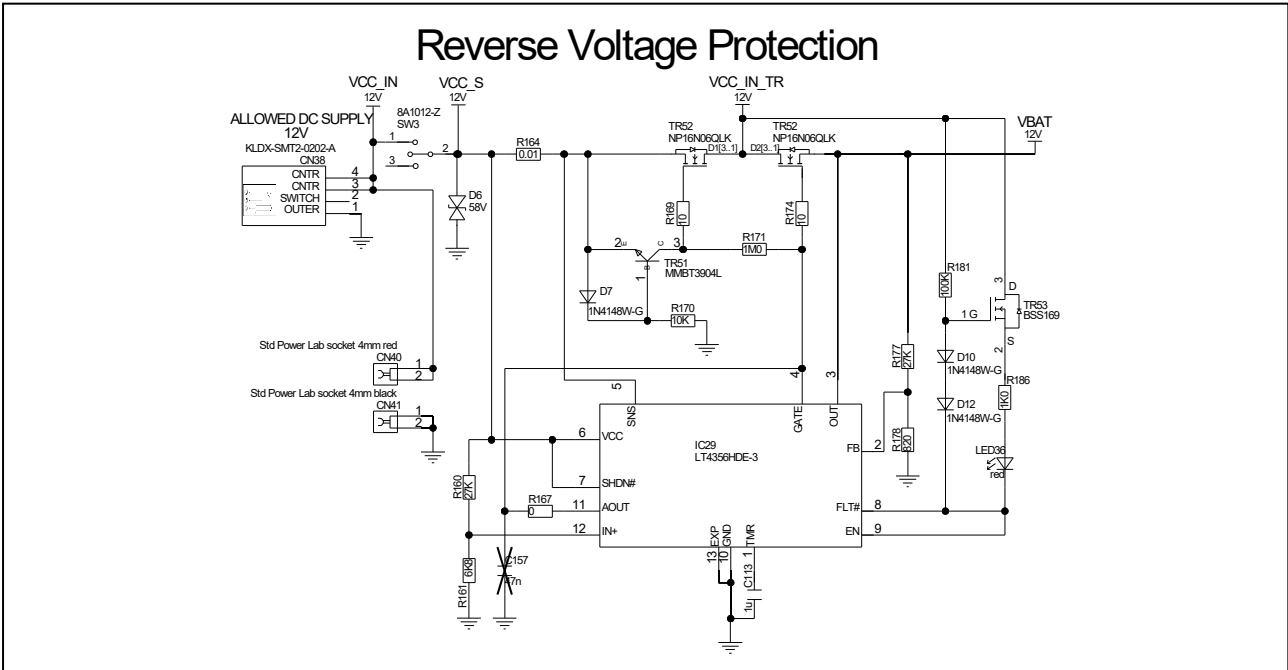 Reverse Voltage Protection
VCC_IN
12V
VCC_S
12V
VCC_IN_TR
12V
VBAT
12V
ALLOWED DC SUPPLY
12V
KLDX-SMT2-0202-A
CN38
CNTR 4
CNTR 3
SWITCH 2
OUTER 1
8A1012-Z
SW3
1
2
3
R164
0.01
D6
58V
TR52
NP16N06QLK
D1[3..1]
TR52
NP16N06QLK
D2[3..1]
R169
10
R174
10
R171
1M0
2 E
C 3
B
1
TR51
MMBT3904L
D7
1N4148W-G
R170
10K
R181
100K
3
D
1 G
TR53
BSS169
S
2
D10
1N4148W-G
D12
1N4148W-G
R186
1K0
LED36
red
R177
27K
R178
820
Std Power Lab socket 4mm red
CN40
1
2
Std Power Lab socket 4mm black
CN41
1
2
5
SNS
4
GATE
3
OUT
IC29
LT4356HDE-3
6 VCC
7 SHDN#
11 AOUT
12 IN+
FB 2
FLT# 8
EN 9
EXP
13
GND
10
TMR
1
R160
27K
R161
6K8
R167
0
C157
47n
C113
1u